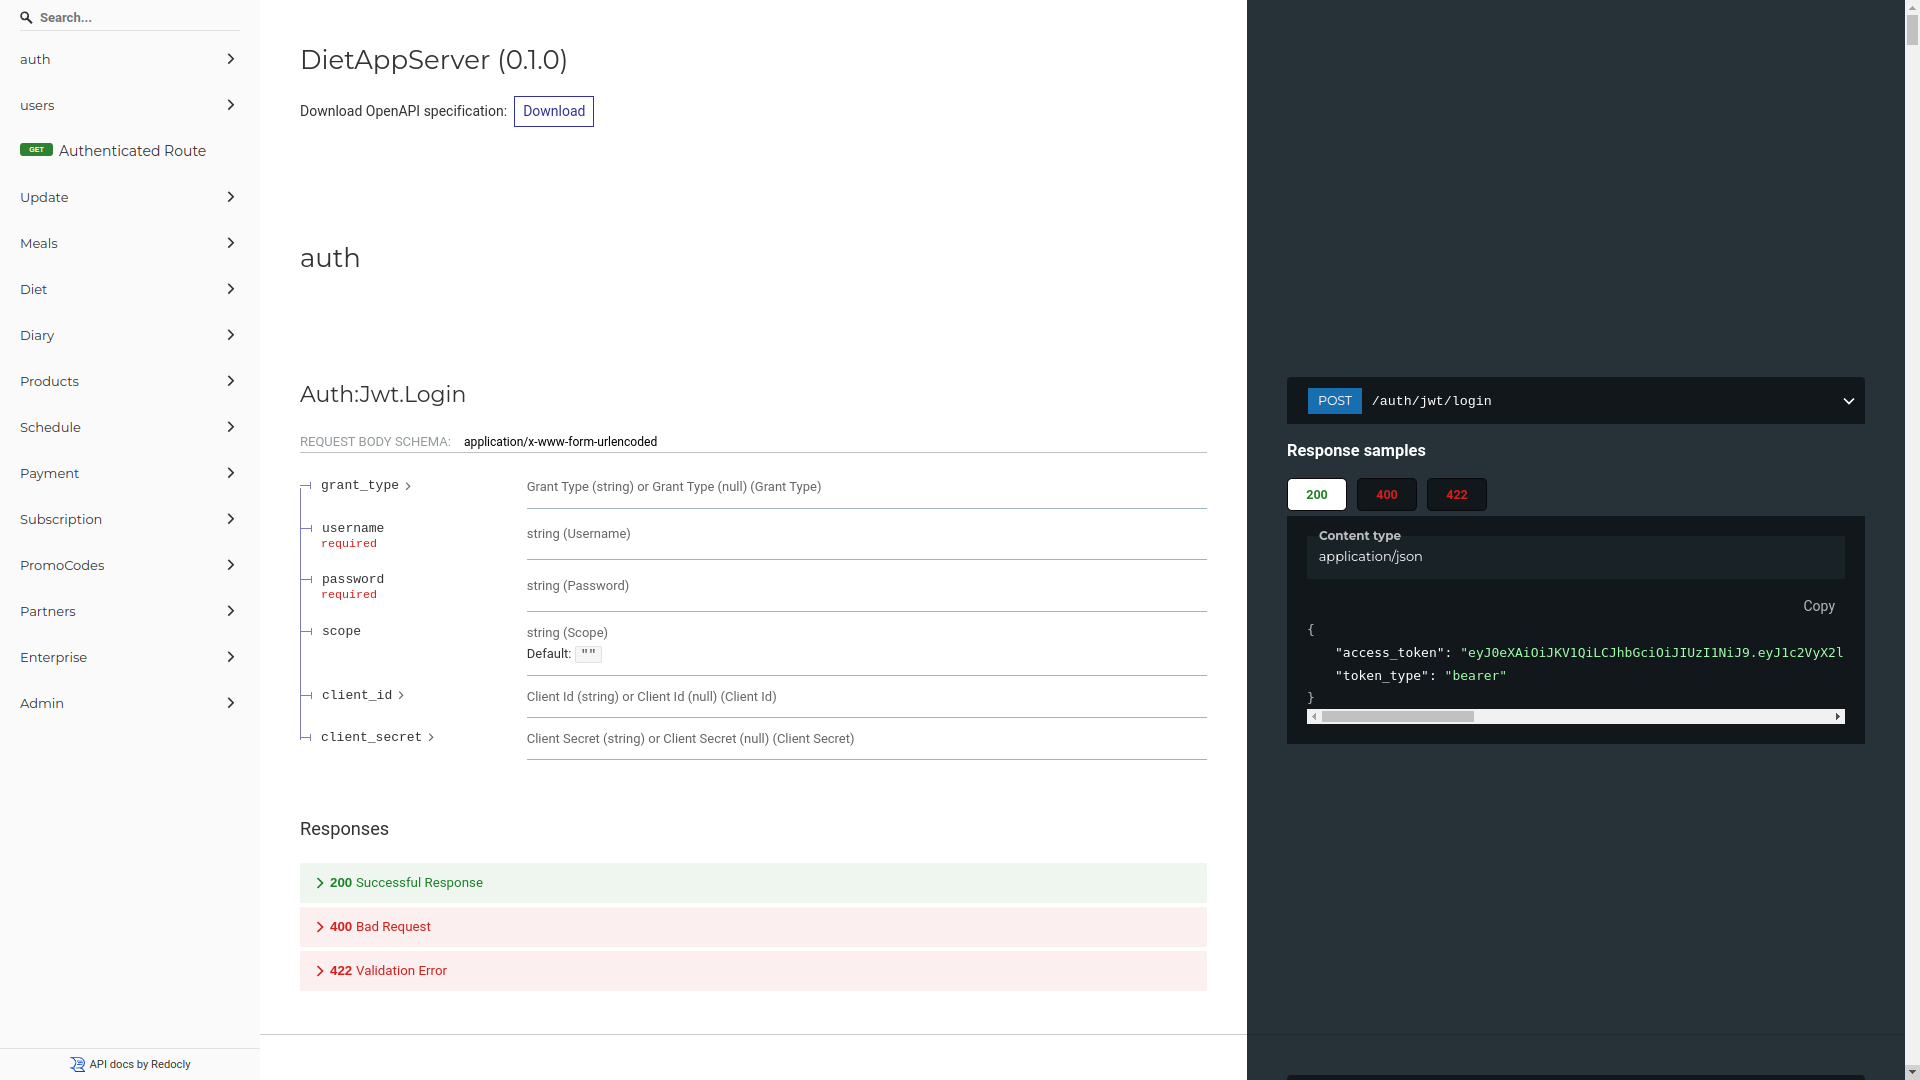 Search...
auth
users
GET Authenticated Route
Update
Meals
Diet
Diary
Products
Schedule
Payment
Subscription
PromoCodes
Partners
Enterprise
Admin
API docs by Redocly
DietAppServer (0.1.0)
Download OpenAPI specification: Download
auth
Auth:Jwt.Login
REQUEST BODY SCHEMA: application/x-www-form-urlencoded
grant_type Grant Type (string) or Grant Type (null) (Grant Type)
username string (Username)
required
password string (Password)
required
scope string (Scope)
Default: ""
client_id Client Id (string) or Client Id (null) (Client Id)
client_secret Client Secret (string) or Client Secret (null) (Client Secret)
Responses
200 Successful Response
400 Bad Request
422 Validation Error
POST /auth/jwt/login
Response samples
200 400 422
Content type
application/json
Copy
{
"access_token": "eyJ0eXAiOiJKV1QiLCJhbGciOiJIUzI1NiJ9.eyJ1c2VyX2l
"token_type": "bearer"
}